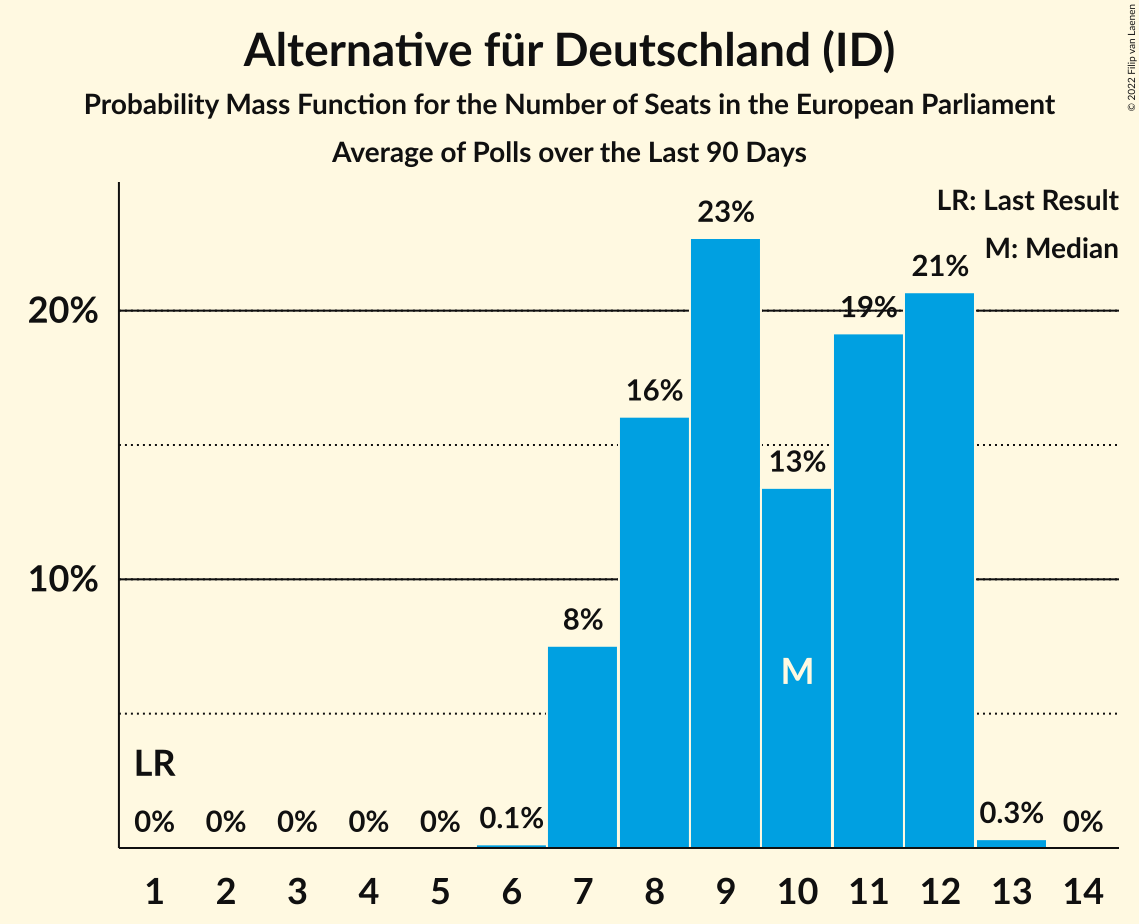 Alternative für Deutschland (ID)
Probability Mass Function for the Number of Seats in the European Parliament
Average of Polls over the Last 90 Days
© 2022 Filip van Laenen
LR: Last Result
M: Median
20%
10%
LR
0%
0%
0%
0%
0%
0.1%
8%
16%
23%
13%
19%
21%
0.3%
0%
M
1 2 3 4 5 6 7 8 9 10 11 12 13 14